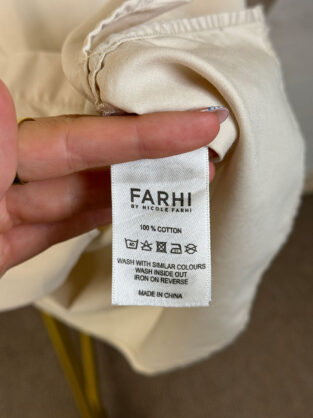 FARHI
BY NICOLE FARHI
100 % COTTON
WASH WITH SIMILAR COLOURS
WASH INSIDE OUT
IRON ON REVERSE
MADE IN CHINA